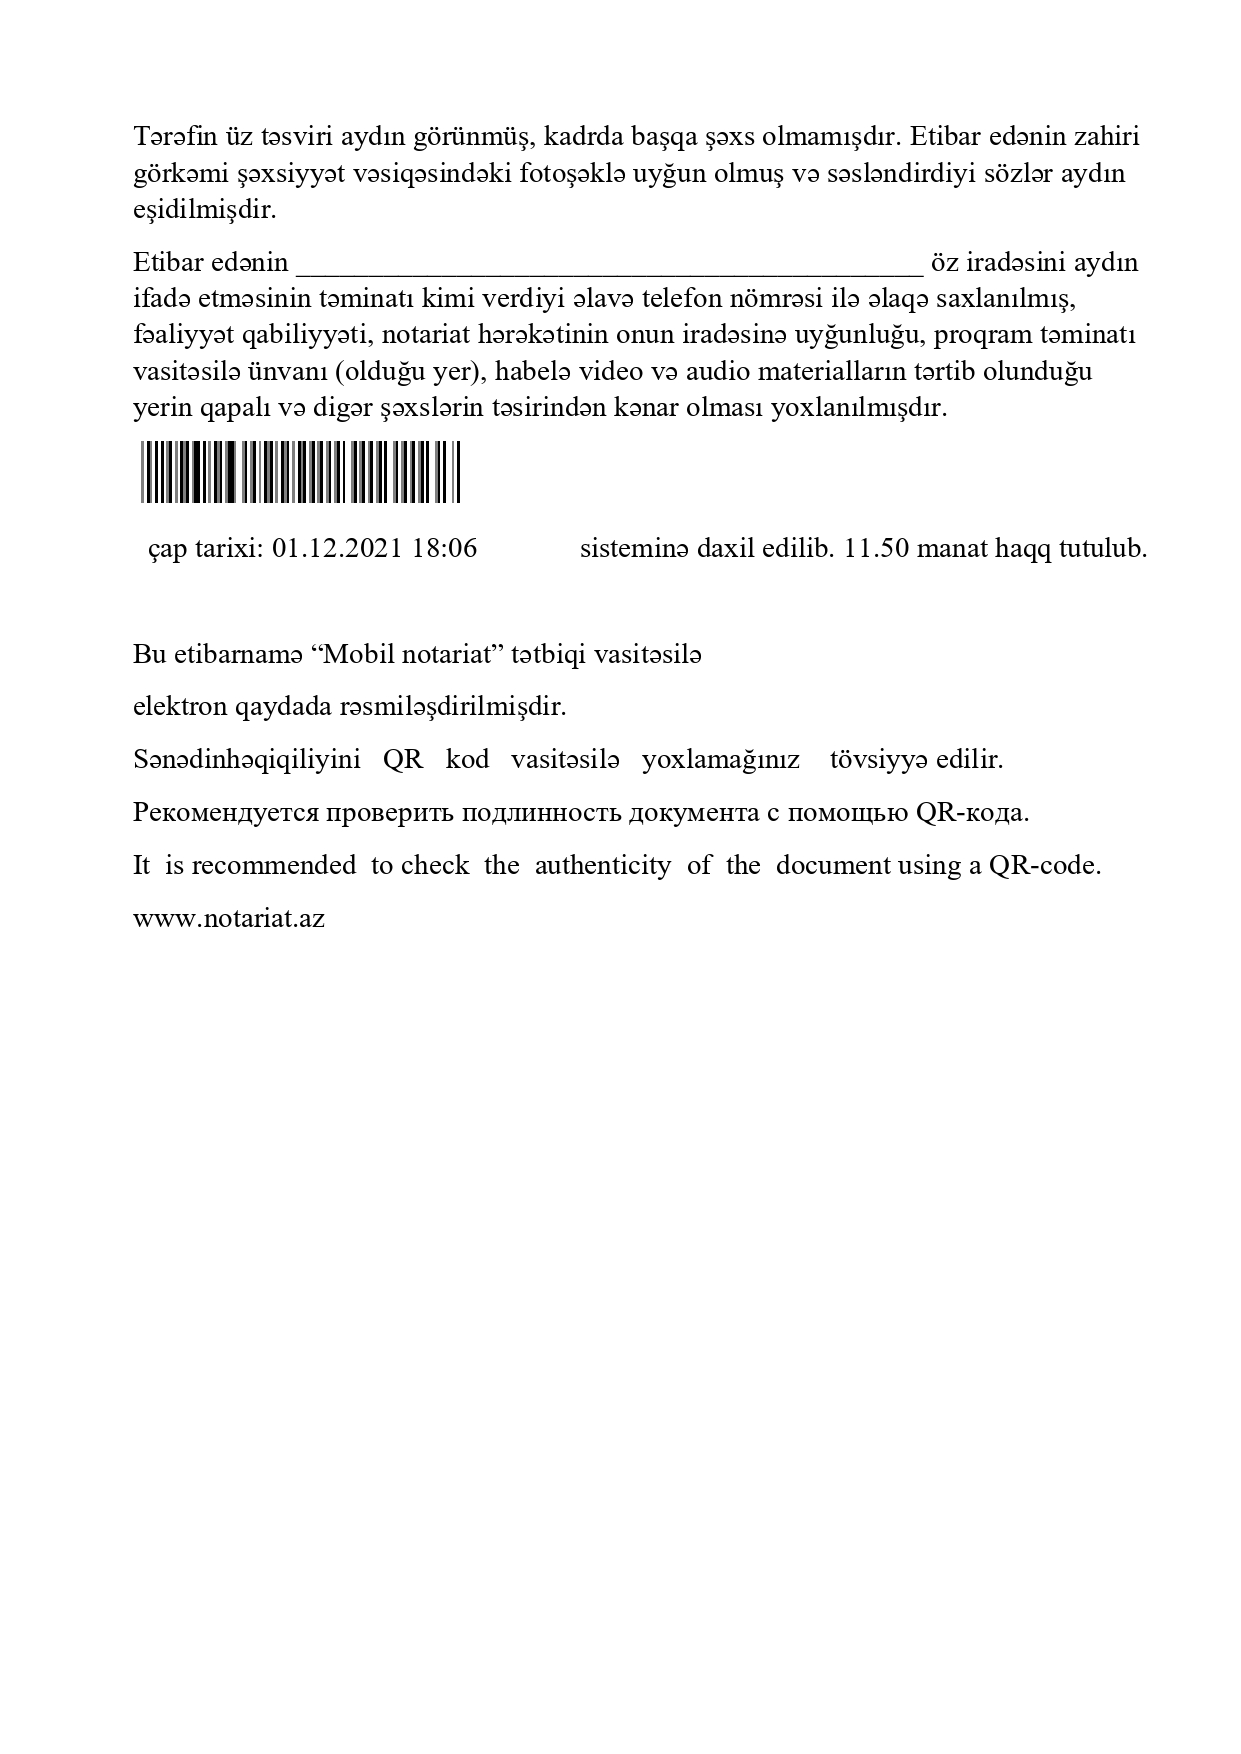 Tərəfin üz təsviri aydın görünmüş, kadrda başqa şəxs olmamışdır. Etibar edənin zahiri
görkəmi şəxsiyyət vəsiqəsindəki fotoşəklə uyğun olmuş və səsləndirdiyi sözlər aydın
eşidilmişdir.
Etibar edənin _____________________________________________ öz iradəsini aydın
ifadə etməsinin təminatı kimi verdiyi əlavə telefon nömrəsi ilə əlaqə saxlanılmış,
fəaliyyət qabiliyyəti, notariat hərəkətinin onun iradəsinə uyğunluğu, proqram təminatı
vasitəsilə ünvanı (olduğu yer), habelə video və audio materialların tərtib olunduğu
yerin qapalı və digər şəxslərin təsirindən kənar olması yoxlanılmışdır.
çap tarixi: 01.12.2021 18:06 sisteminə daxil edilib. 11.50 manat haqq tutulub.
Bu etibarnamə “Mobil notariat” tətbiqi vasitəsilə
elektron qaydada rəsmiləşdirilmişdir.
Sənədinhəqiqiliyini QR kod vasitəsilə yoxlamağınız tövsiyyə edilir.
Рекомендуется проверить подлинность документа с помощью QR-кода.
It is recommended to check the authenticity of the document using a QR-code.
www.notariat.az